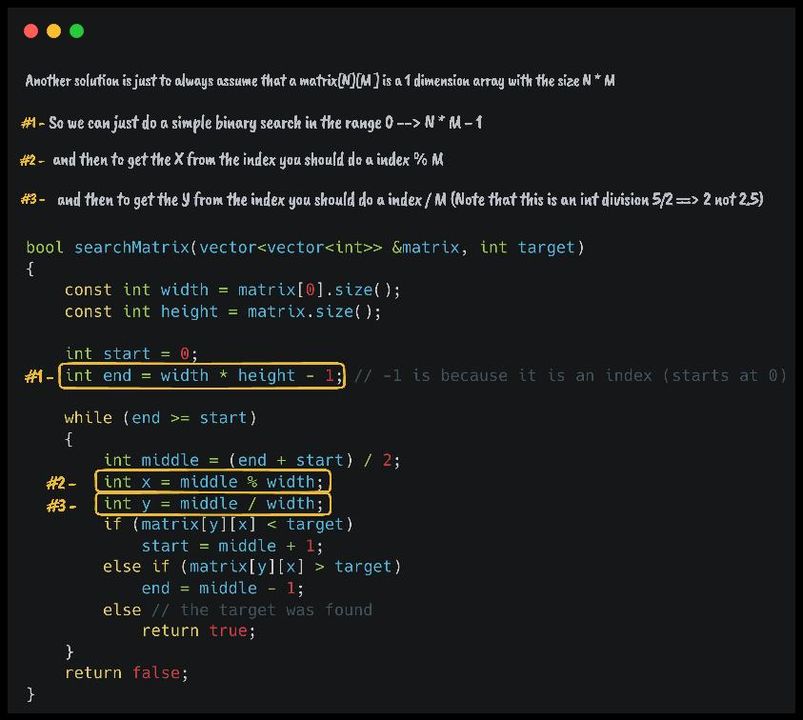 Another solution is just to always assume that a matrix[N][M] is a 1 dimension array with the size N * M
#1- So we can just do a simple binary search in the range 0 --> N * M - 1
#2- and then to get the X from the index you should do a index % M
#3- and then to get the Y from the index you should do a index / M (Note that this is an int division 5/2 ==> 2 not 2.5)
bool searchMatrix(vector<vector<int>> &matrix, int target)
{
    const int width = matrix[0].size();
    const int height = matrix.size();
    int start = 0;
#1- int end = width * height - 1; // -1 is because it is an index (starts at 0)
    while (end >= start)
    {
        int middle = (end + start) / 2;
#2-     int x = middle % width;
#3-     int y = middle / width;
        if (matrix[y][x] < target)
            start = middle + 1;
        else if (matrix[y][x] > target)
            end = middle - 1;
        else // the target was found
            return true;
    }
    return false;
}